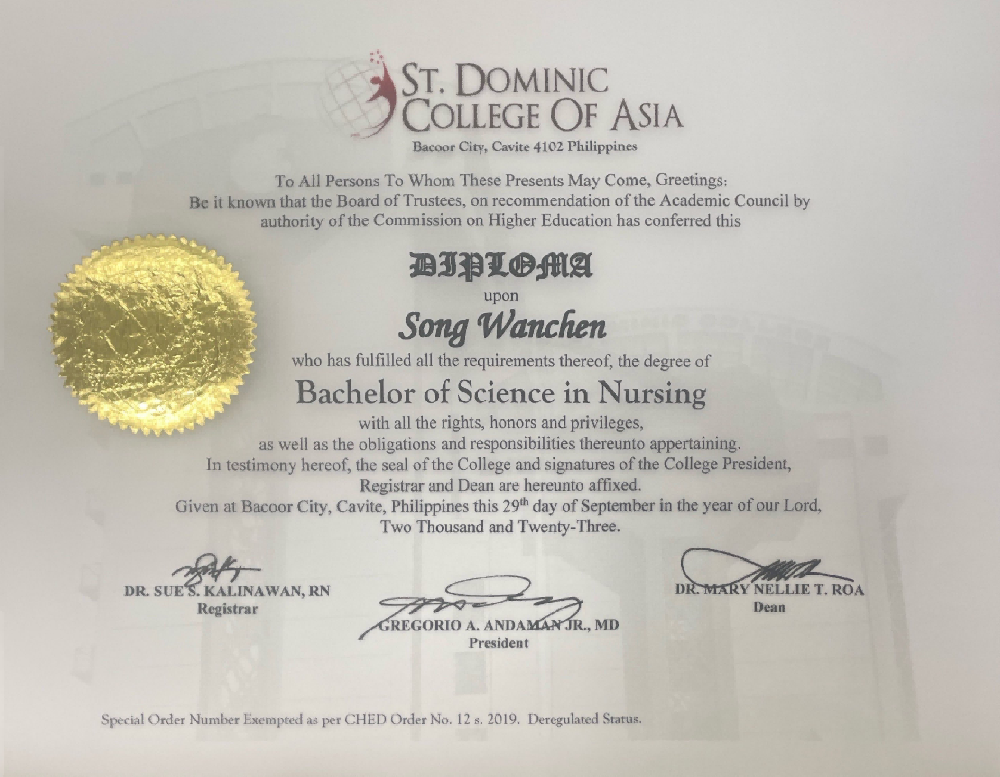 ST. DOMINIC
COLLEGE OF ASIA
Bacoor City, Cavite 4102 Philippines
To All Persons To Whom These Presents May Come, Greetings:
Be it known that the Board of Trustees, on recommendation of the Academic Council by
authority of the Commission on Higher Education has conferred this
DIPLOMA
upon
Song Wanchen
who has fulfilled all the requirements thereof, the degree of
Bachelor of Science in Nursing
with all the rights, honors and privileges,
as well as the obligations and responsibilities thereunto appertaining.
In testimony hereof, the seal of the College and signatures of the College President,
Registrar and Dean are hereunto affixed.
Given at Bacoor City, Cavite, Philippines this 29th day of September in the year of our Lord,
Two Thousand and Twenty-Three.
DR. SUE S. KALINAWAN, RN
Registrar
GREGORIO A. ANDAMAN JR., MD
President
DR. MARY NELLIE T. ROA
Dean
Special Order Number Exempted as per CHED Order No. 12 s. 2019. Deregulated Status.